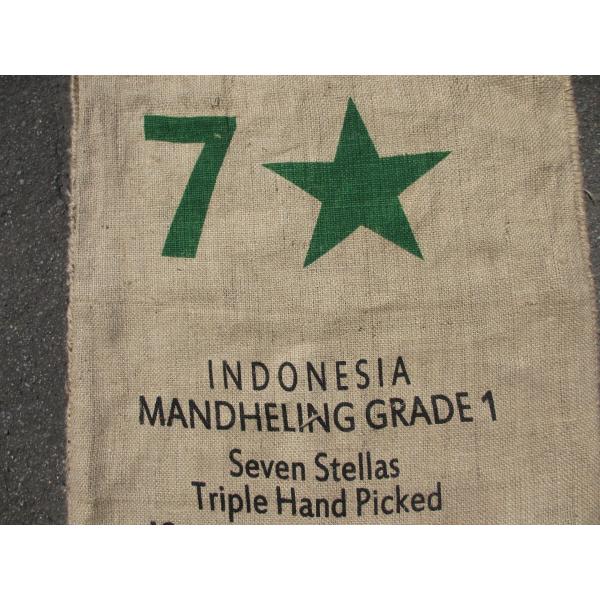 7
INDONESIA
MANDHELING GRADE 1
Seven Stellas
Triple Hand Picked